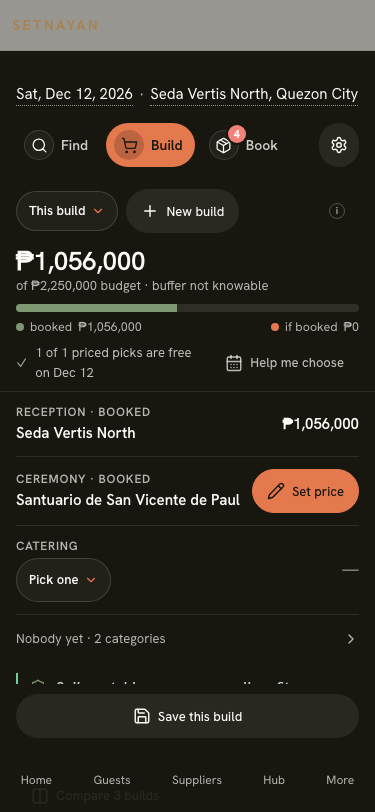 SETNAYAN
Sat, Dec 12, 2026 · Seda Vertis North, Quezon City
Find
Build
4
Book
This build
New build
i
₱1,056,000
of ₱2,250,000 budget · buffer not knowable
booked ₱1,056,000
if booked ₱0
1 of 1 priced picks are free
on Dec 12
Help me choose
RECEPTION · BOOKED
Seda Vertis North
₱1,056,000
CEREMONY · BOOKED
Santuario de San Vicente de Paul
Set price
CATERING
Pick one
—
Nobody yet · 2 categories
Save this build
Home
Guests
Suppliers
Hub
More
Compare 3 builds